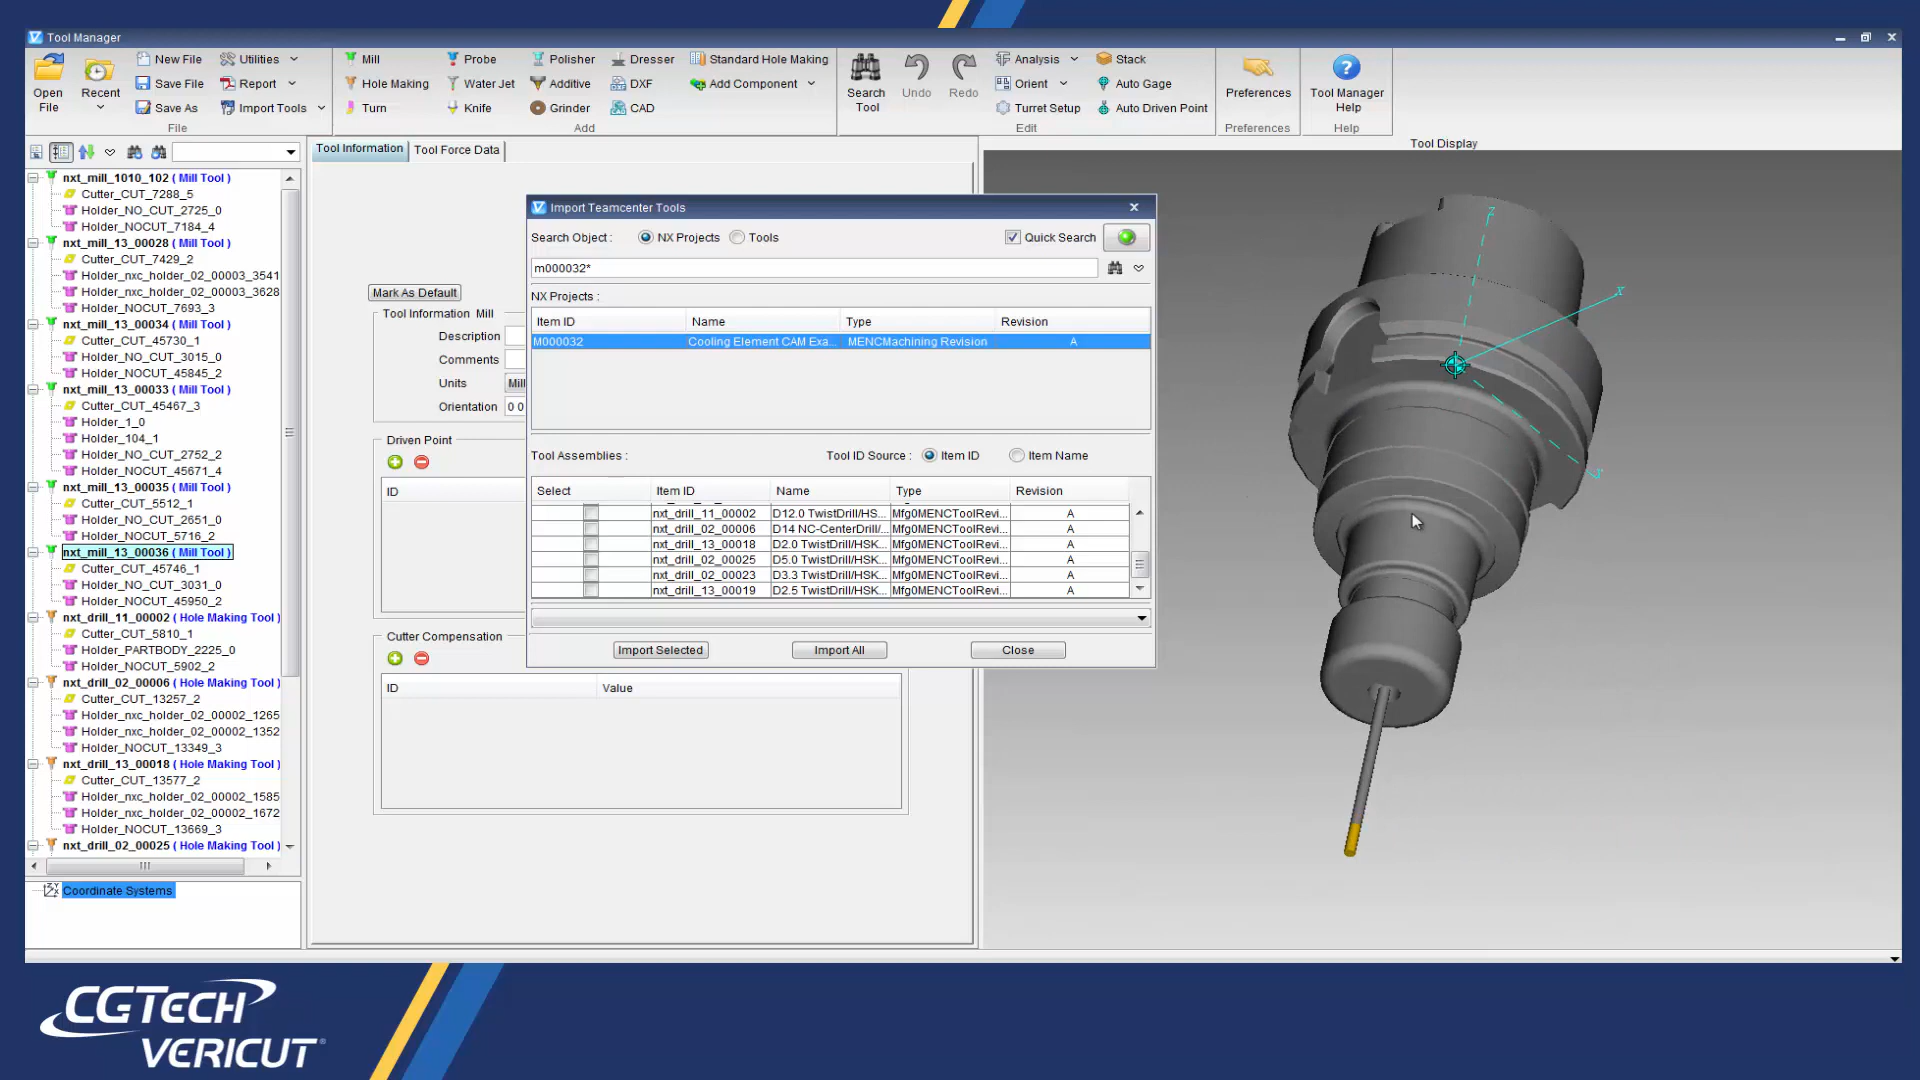 Tool Manager
Open File
Recent
New File
Save File
Save As
Utilities
Report
Import Tools
File
Mill
Hole Making
Turn
Probe
Water Jet
Knife
Polisher
Additive
Grinder
Dresser
DXF
CAD
Standard Hole Making
Add Component
Add
Search Tool
Undo
Redo
Analysis
Orient
Turret Setup
Stack
Auto Gage
Auto Driven Point
Edit
Preferences
Preferences
Tool Manager Help
Help
nxt_mill_1010_102 ( Mill Tool )
Cutter_CUT_7288_5
Holder_NO_CUT_2725_0
Holder_NOCUT_7184_4
nxt_mill_13_00028 ( Mill Tool )
Cutter_CUT_7429_2
Holder_nxc_holder_02_00003_3541
Holder_nxc_holder_02_00003_3628
Holder_NOCUT_7693_3
nxt_mill_13_00034 ( Mill Tool )
Cutter_CUT_45730_1
Holder_NO_CUT_3015_0
Holder_NOCUT_45845_2
nxt_mill_13_00033 ( Mill Tool )
Cutter_CUT_45467_3
Holder_1_0
Holder_104_1
Holder_NO_CUT_2752_2
Holder_NOCUT_45671_4
nxt_mill_13_00035 ( Mill Tool )
Cutter_CUT_5512_1
Holder_NO_CUT_2651_0
Holder_NOCUT_5716_2
nxt_mill_13_00036 ( Mill Tool )
Cutter_CUT_45746_1
Holder_NO_CUT_3031_0
Holder_NOCUT_45950_2
nxt_drill_11_00002 ( Hole Making Tool )
Cutter_CUT_5810_1
Holder_PARTBODY_2225_0
Holder_NOCUT_5902_2
nxt_drill_02_00006 ( Hole Making Tool )
Cutter_CUT_13257_2
Holder_nxc_holder_02_00002_1265
Holder_nxc_holder_02_00002_1352
Holder_NOCUT_13349_3
nxt_drill_13_00018 ( Hole Making Tool )
Cutter_CUT_13577_2
Holder_nxc_holder_02_00002_1585
Holder_nxc_holder_02_00002_1672
Holder_NOCUT_13669_3
nxt_drill_02_00025 ( Hole Making Tool )
Coordinate Systems
Tool Information
Tool Force Data
Mark As Default
Tool Information Mill
Description
Comments
Units Mill
Orientation 0 0
Driven Point
ID
Cutter Compensation
ID Value
Import Teamcenter Tools
Search Object : NX Projects Tools Quick Search
m000032*
NX Projects :
Item ID Name Type Revision
M000032 Cooling Element CAM Exa... MENCMachining Revision A
Tool Assemblies : Tool ID Source : Item ID Item Name
Select Item ID Name Type Revision
nxt_drill_11_00002 D12.0 TwistDrill/HS... Mfg0MENCToolRevi... A
nxt_drill_02_00006 D14 NC-CenterDrill/... Mfg0MENCToolRevi... A
nxt_drill_13_00018 D2.0 TwistDrill/HSK... Mfg0MENCToolRevi... A
nxt_drill_02_00025 D5.0 TwistDrill/HSK... Mfg0MENCToolRevi... A
nxt_drill_02_00023 D3.3 TwistDrill/HSK... Mfg0MENCToolRevi... A
nxt_drill_13_00019 D2.5 TwistDrill/HSK... Mfg0MENCToolRevi... A
Import Selected Import All Close
Tool Display
Z
X
Y
CGTECH
VERICUT®